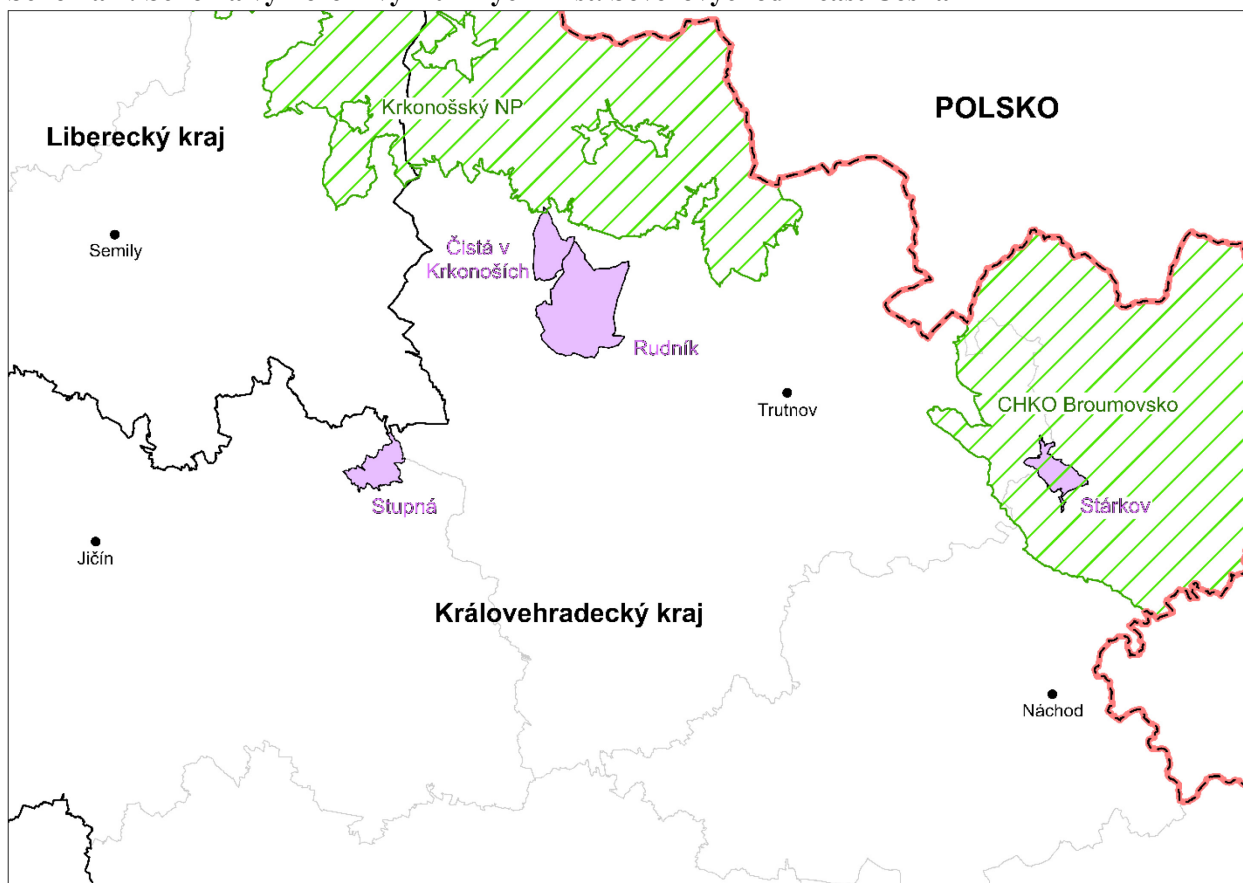 Krkonošský NP
POLSKO
Liberecký kraj
Semily
Čistá v
Krkonoších
Rudník
Trutnov
CHKO Broumovsko
Stupná
Stárkov
Jičín
Královehradecký kraj
Náchod